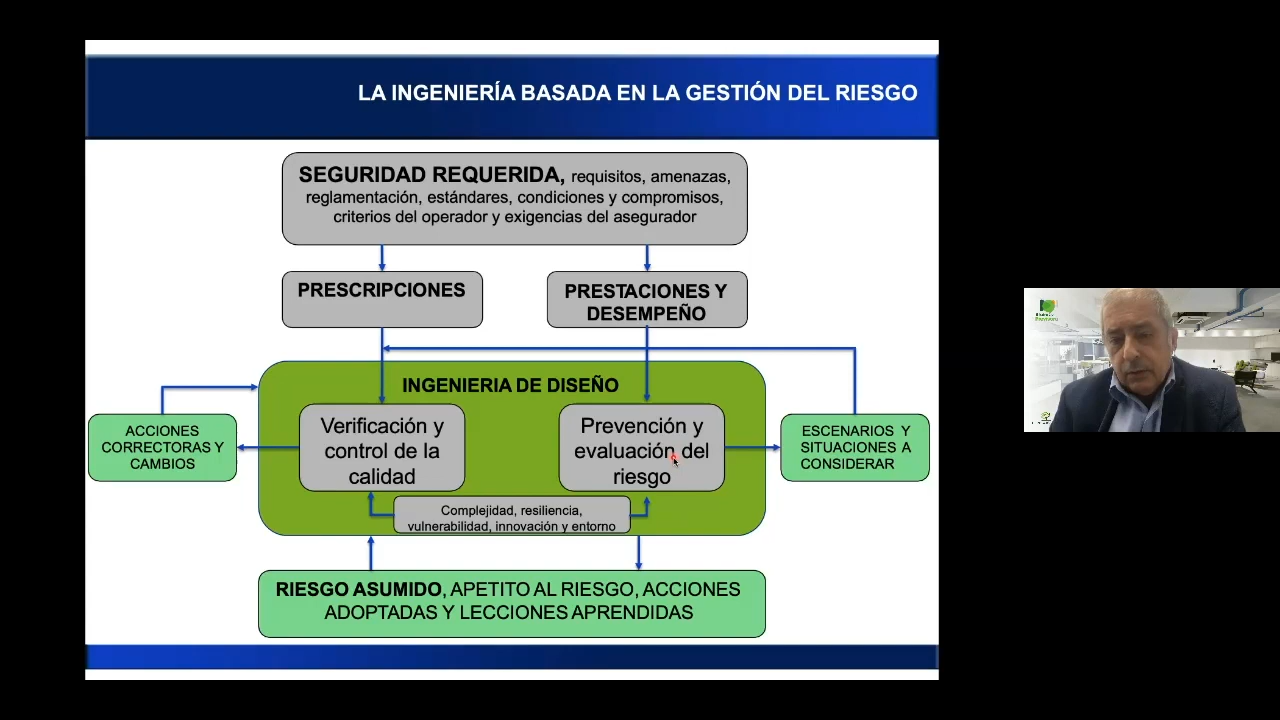 LA INGENIERÍA BASADA EN LA GESTIÓN DEL RIESGO
SEGURIDAD REQUERIDA, requisitos, amenazas,
reglamentación, estándares, condiciones y compromisos,
criterios del operador y exigencias del asegurador
PRESCRIPCIONES
PRESTACIONES Y
DESEMPEÑO
INGENIERIA DE DISEÑO
Verificación y
control de la
calidad
Prevención y
evaluación del
riesgo
ACCIONES
CORRECTORAS Y
CAMBIOS
ESCENARIOS Y
SITUACIONES A
CONSIDERAR
Complejidad, resiliencia,
vulnerabilidad, innovación y entorno
RIESGO ASUMIDO, APETITO AL RIESGO, ACCIONES
ADOPTADAS Y LECCIONES APRENDIDAS